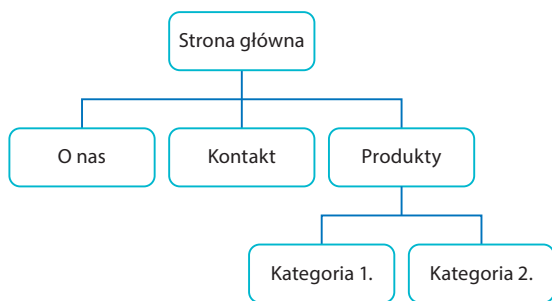 Strona główna
O nas
Kontakt
Produkty
Kategoria 1.
Kategoria 2.